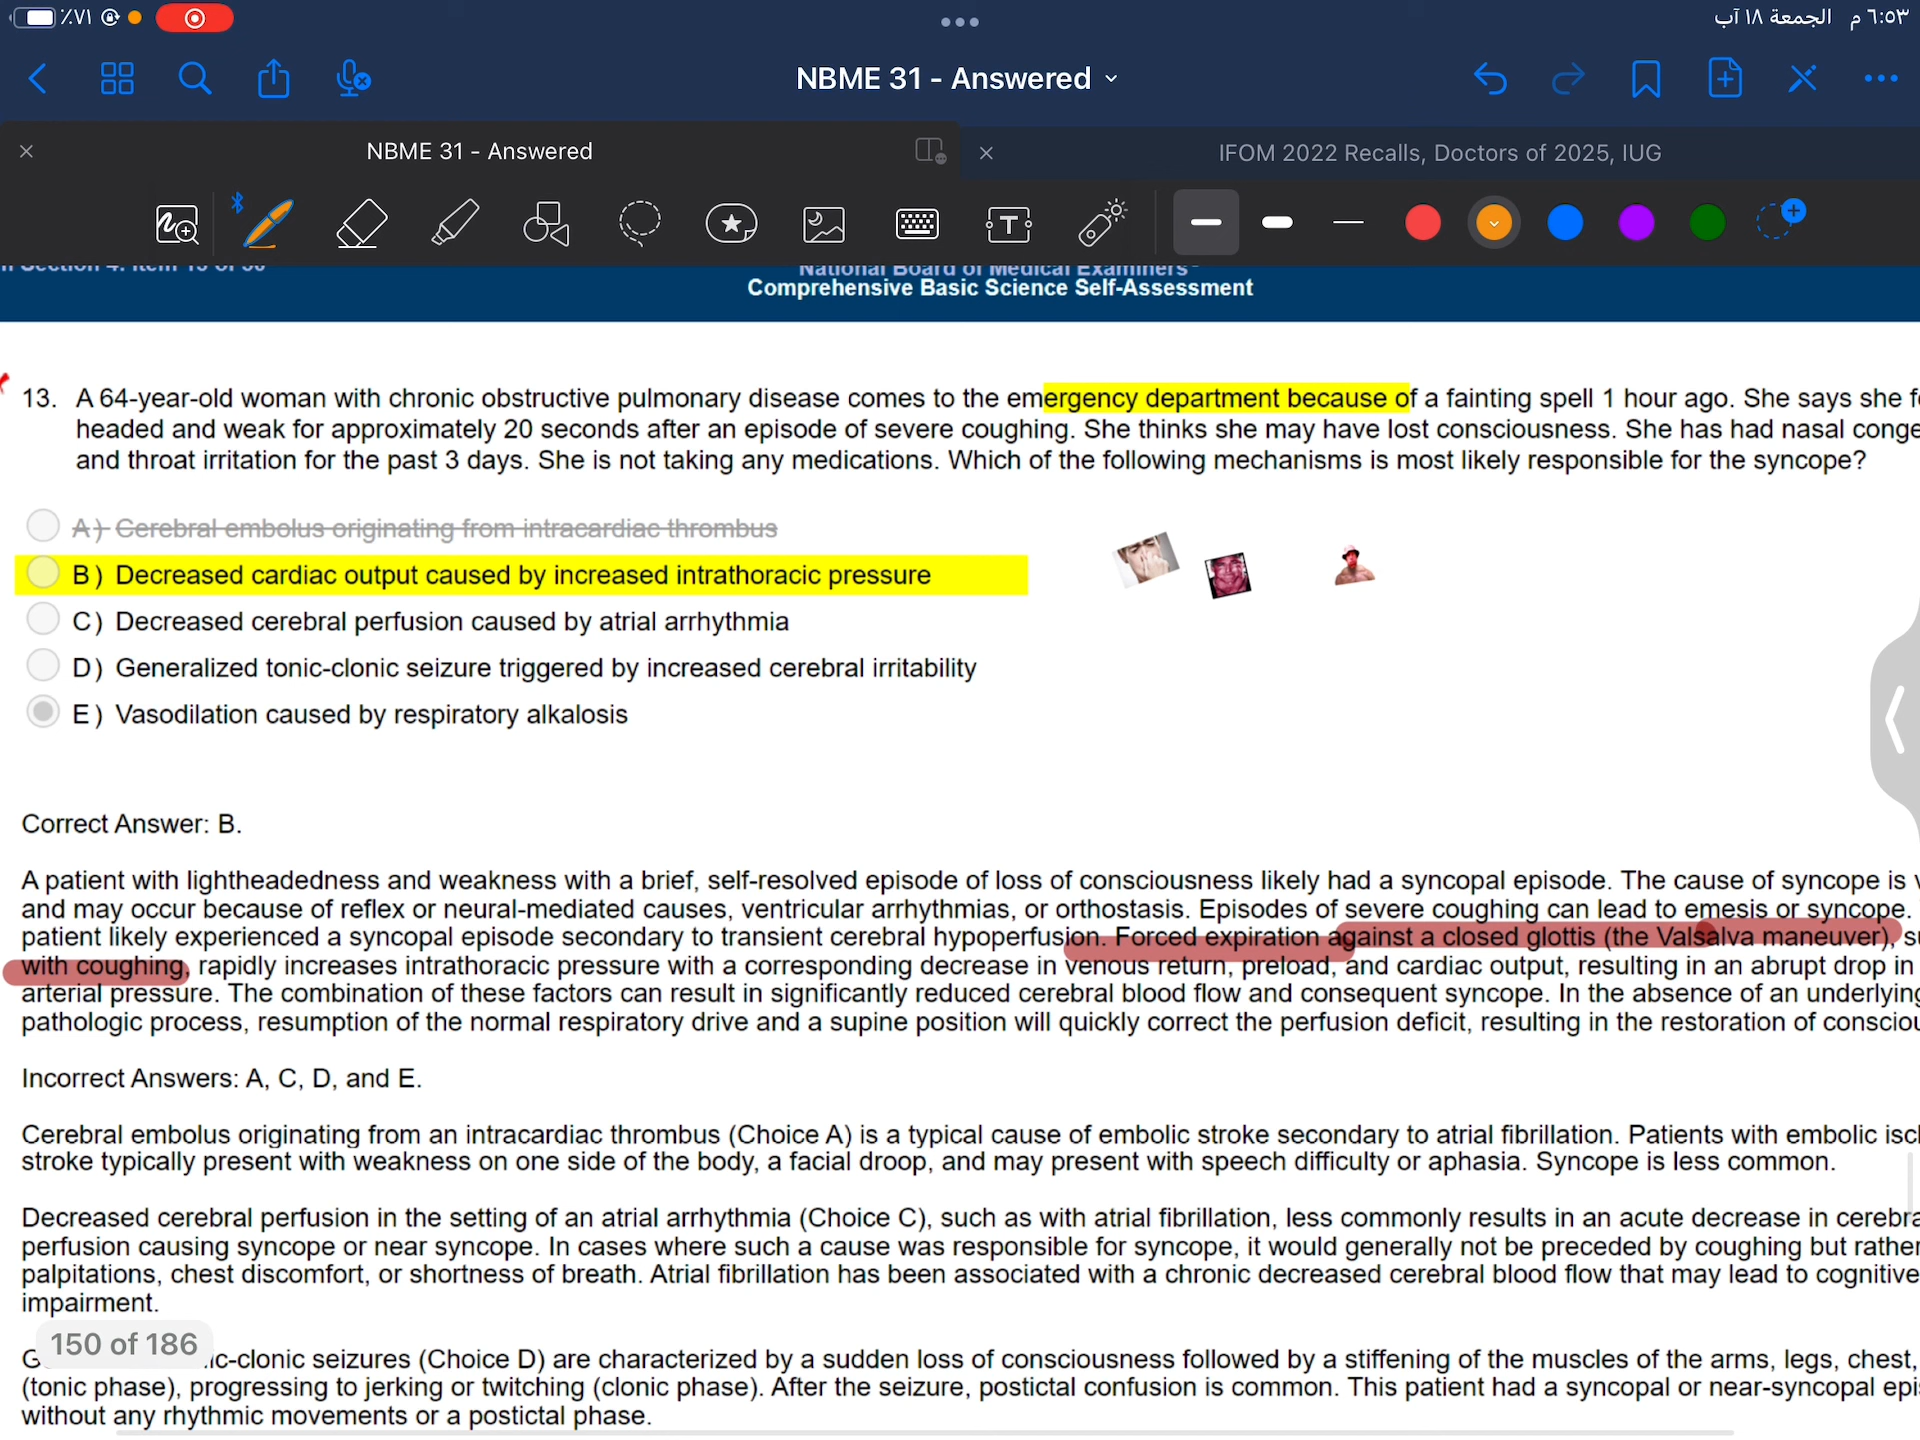 ٪٧١
٦:٥٣ م الجمعة ١٨ آب
NBME 31 - Answered
NBME 31 - Answered
IFOM 2022 Recalls, Doctors of 2025, IUG
National Board of Medical Examiners
Comprehensive Basic Science Self-Assessment
13. A 64-year-old woman with chronic obstructive pulmonary disease comes to the emergency department because of a fainting spell 1 hour ago. She says she
headed and weak for approximately 20 seconds after an episode of severe coughing. She thinks she may have lost consciousness. She has had nasal
and throat irritation for the past 3 days. She is not taking any medications. Which of the following mechanisms is most likely responsible for the syncope?
A) Cerebral embolus originating from intracardiac thrombus
B) Decreased cardiac output caused by increased intrathoracic pressure
C) Decreased cerebral perfusion caused by atrial arrhythmia
D) Generalized tonic-clonic seizure triggered by increased cerebral irritability
E) Vasodilation caused by respiratory alkalosis
Correct Answer: B.
A patient with lightheadedness and weakness with a brief, self-resolved episode of loss of consciousness likely had a syncopal episode. The cause of syncope is
and may occur because of reflex or neural-mediated causes, ventricular arrhythmias, or orthostasis. Episodes of severe coughing can lead to emesis or syncope.
patient likely experienced a syncopal episode secondary to transient cerebral hypoperfusion. Forced expiration against a closed glottis (the Valsalva maneuver),
with coughing, rapidly increases intrathoracic pressure with a corresponding decrease in venous return, preload, and cardiac output, resulting in an abrupt drop in
arterial pressure. The combination of these factors can result in significantly reduced cerebral blood flow and consequent syncope. In the absence of an underlying
pathologic process, resumption of the normal respiratory drive and a supine position will quickly correct the perfusion deficit, resulting in the restoration of
Incorrect Answers: A, C, D, and E.
Cerebral embolus originating from an intracardiac thrombus (Choice A) is a typical cause of embolic stroke secondary to atrial fibrillation. Patients with embolic
stroke typically present with weakness on one side of the body, a facial droop, and may present with speech difficulty or aphasia. Syncope is less common.
Decreased cerebral perfusion in the setting of an atrial arrhythmia (Choice C), such as with atrial fibrillation, less commonly results in an acute decrease in
perfusion causing syncope or near syncope. In cases where such a cause was responsible for syncope, it would generally not be preceded by coughing but rather
palpitations, chest discomfort, or shortness of breath. Atrial fibrillation has been associated with a chronic decreased cerebral blood flow that may lead to cognitive
impairment.
150 of 186
ic-clonic seizures (Choice D) are characterized by a sudden loss of consciousness followed by a stiffening of the muscles of the arms, legs, chest,
(tonic phase), progressing to jerking or twitching (clonic phase). After the seizure, postictal confusion is common. This patient had a syncopal or near-syncopal
without any rhythmic movements or a postictal phase.